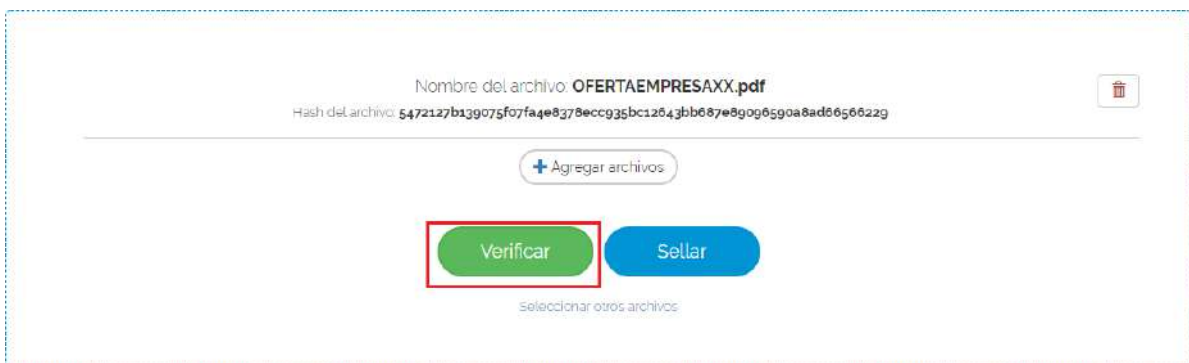 Nombre del archivo: OFERTAEMPRESAXX.pdf
Hash del archivo: 5472127b139075f07fa4e8378ecc935bc12643bb687e89096590a8ad66566229
Agregar archivos
Verificar Sellar
Seleccionar otros archivos